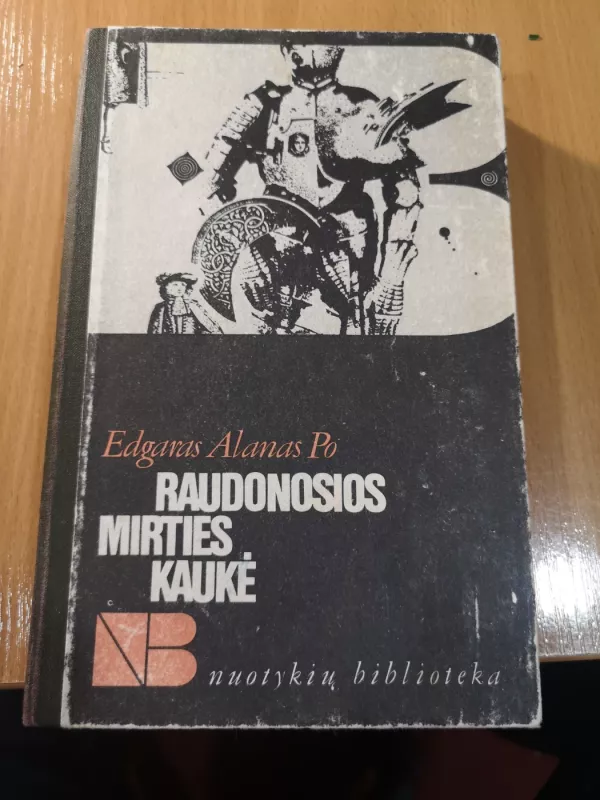 Edgaras Alanas Po
RAUDONOSIOS
MIRTIES
KAUKĖ
NB
nuotykių biblioteka